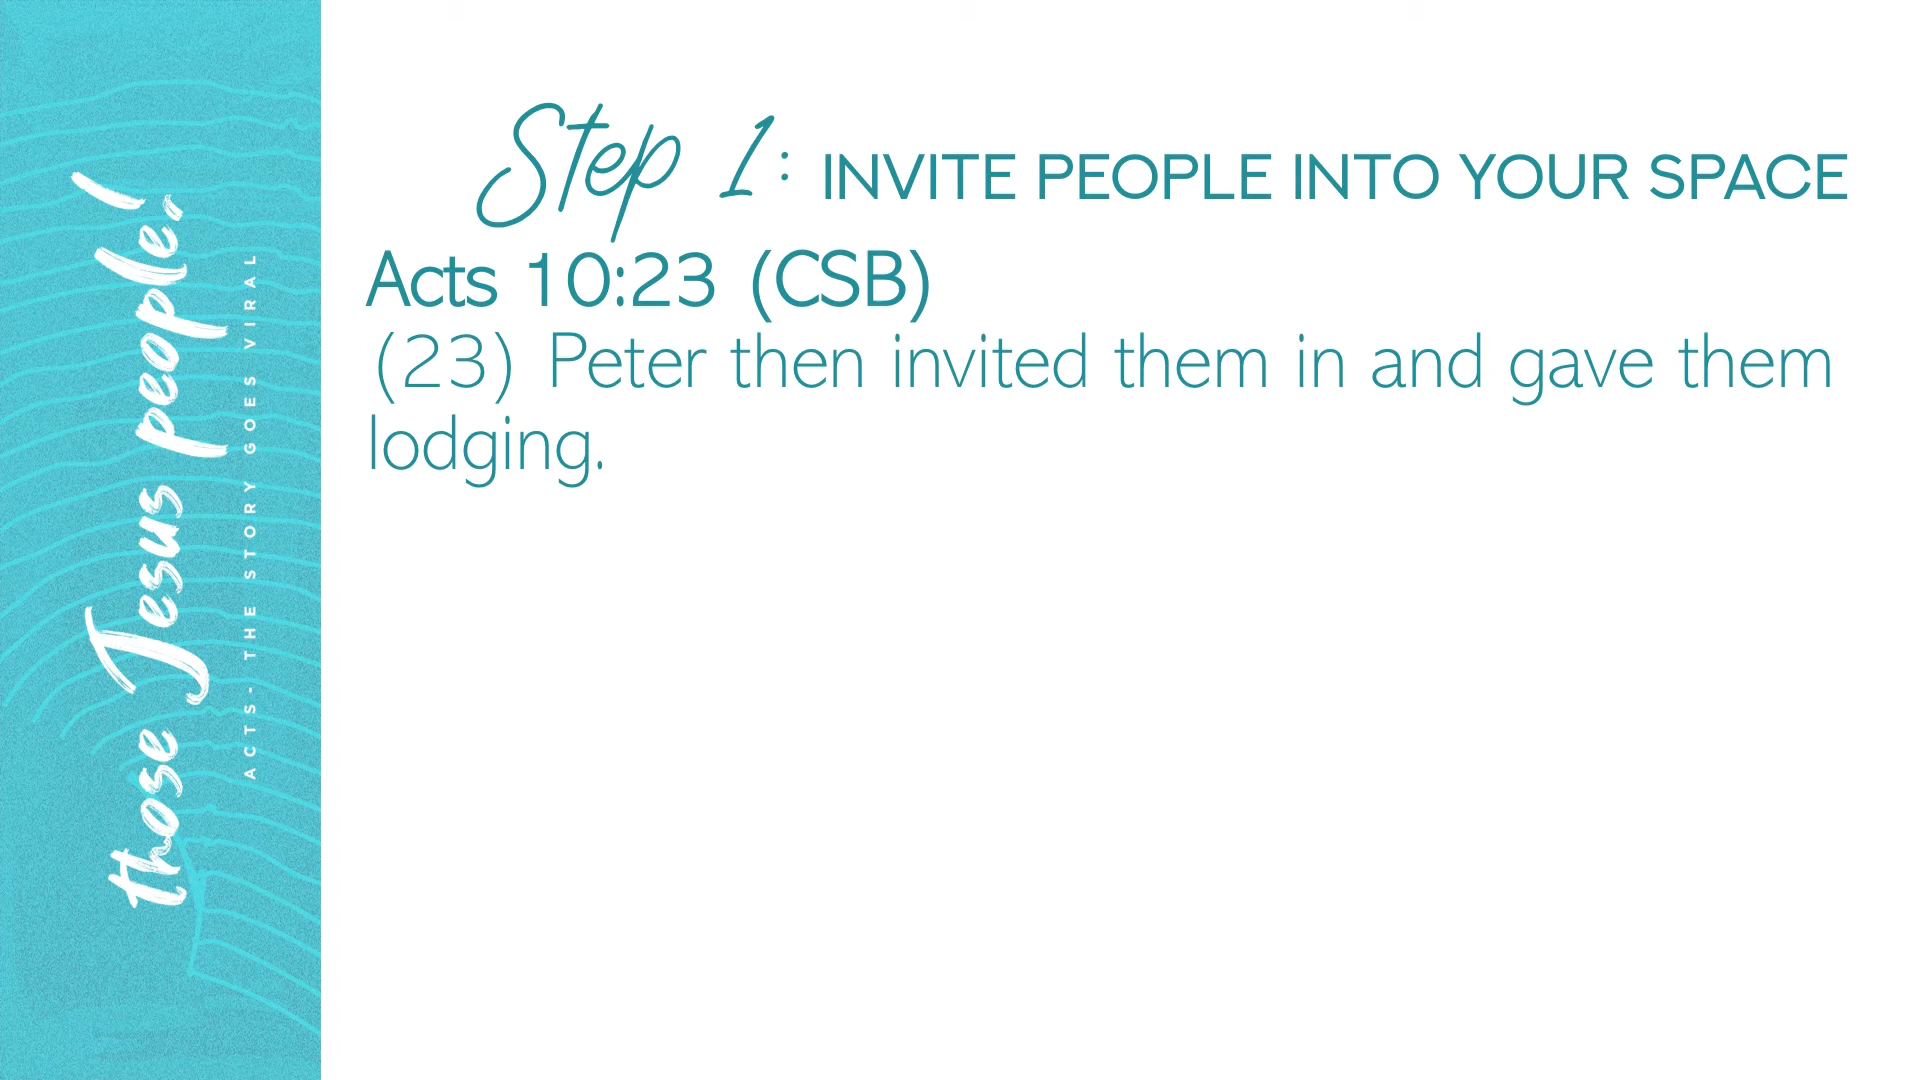 those Jesus people!
ACTS- THE STORY GOES VIRAL
Step 1: INVITE PEOPLE INTO YOUR SPACE
Acts 10:23 (CSB)
(23) Peter then invited them in and gave them
lodging.